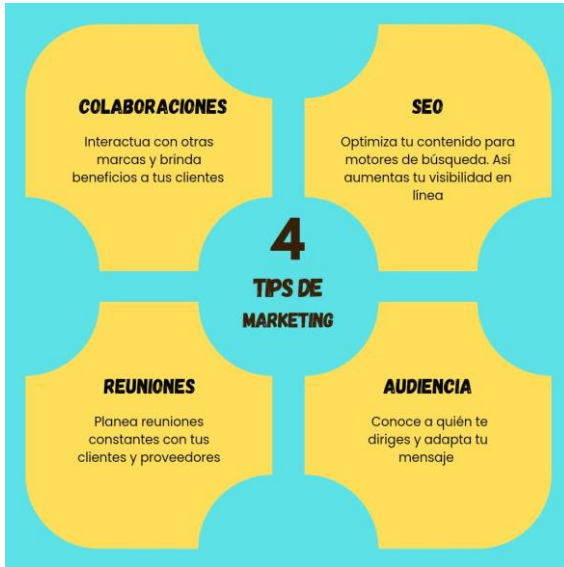 COLABORACIONES
Interactua con otras
marcas y brinda
beneficios a tus clientes
SEO
Optimiza tu contenido para
motores de búsqueda. Así
aumentas tu visibilidad en
línea
4
TIPS DE
MARKETING
REUNIONES
Planea reuniones
constantes con tus
clientes y proveedores
AUDIENCIA
Conoce a quién te
diriges y adapta tu
mensaje